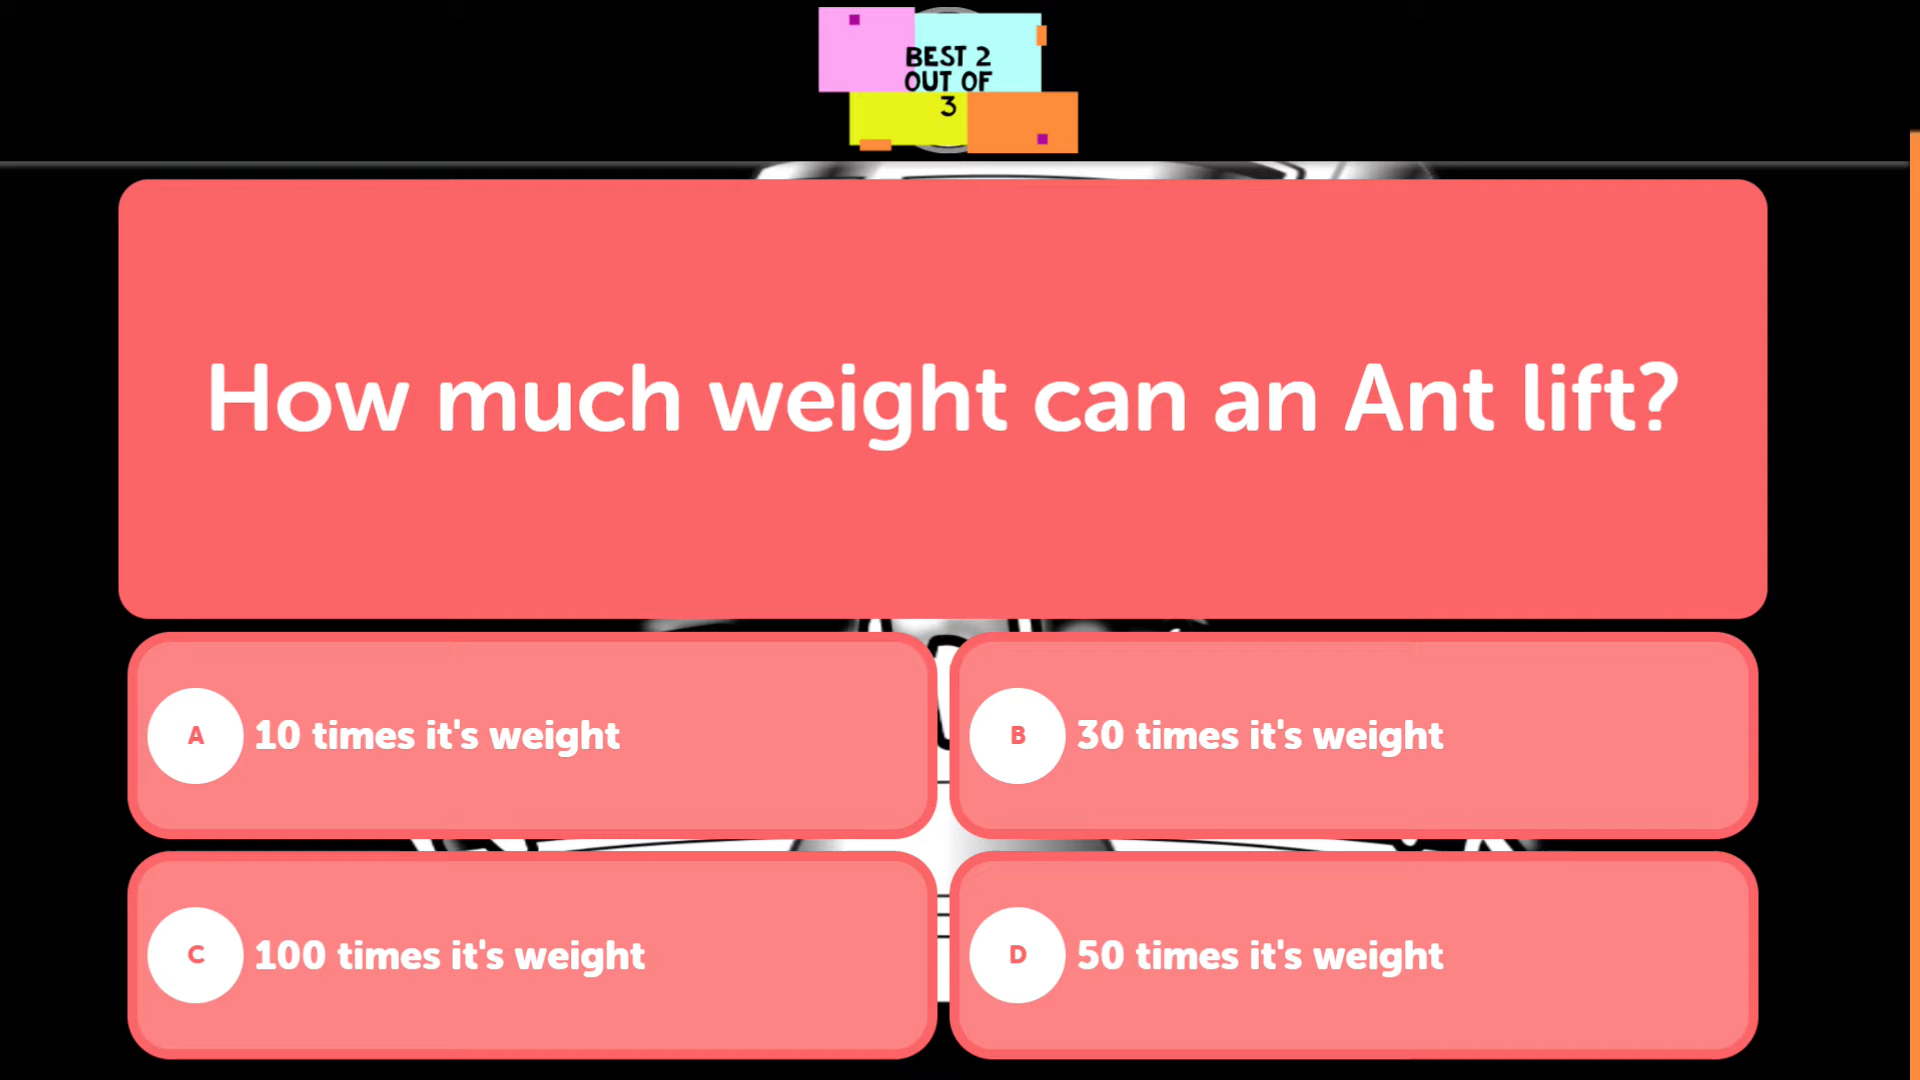 BEST 2
OUT OF
3
How much weight can an Ant lift?
A 10 times it's weight
B 30 times it's weight
C 100 times it's weight
D 50 times it's weight